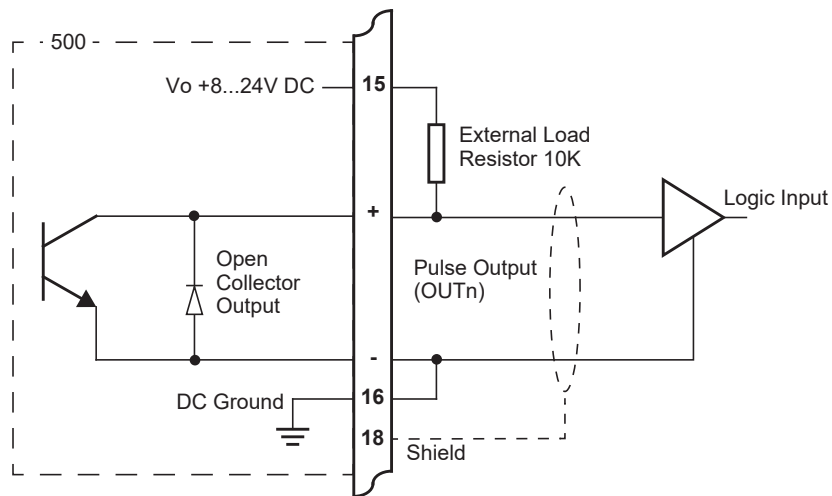 500
Vo +8...24V DC
15
External Load
Resistor 10K
+
Logic Input
Open
Collector
Output
Pulse Output
(OUTn)
-
DC Ground
16
18
Shield